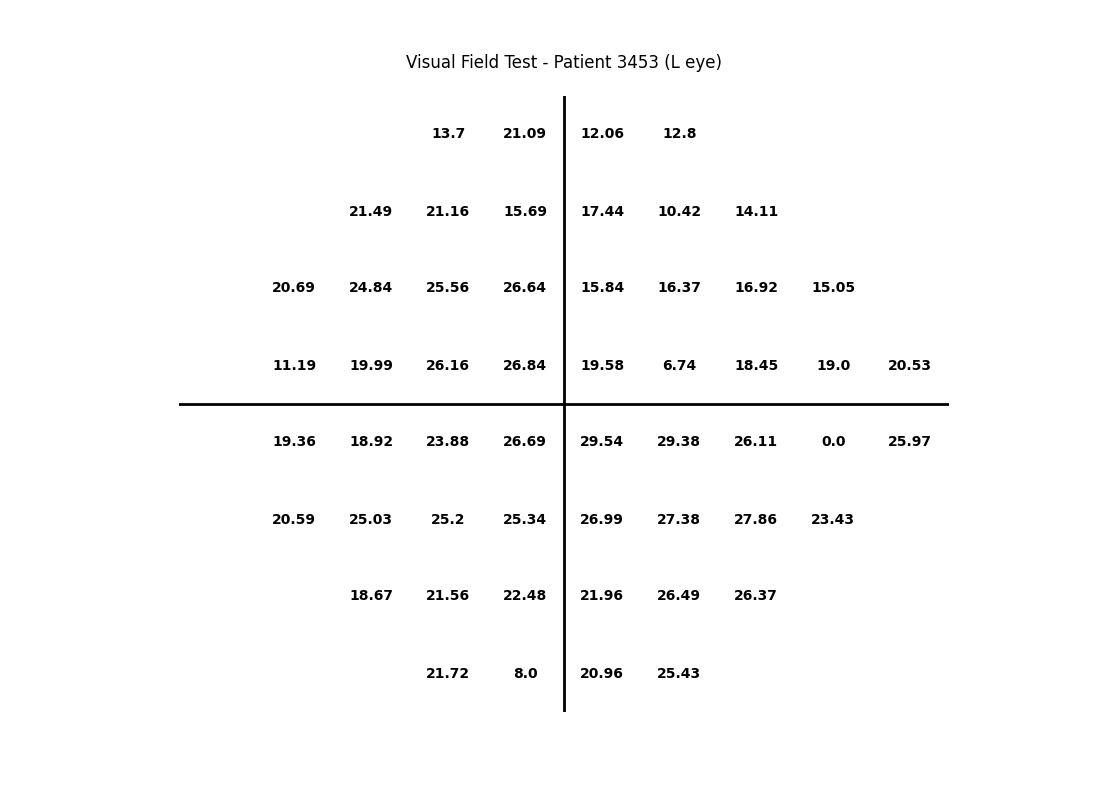 Visual Field Test - Patient 3453 (L eye)
13.7 21.09 12.06 12.8
21.49 21.16 15.69 17.44 10.42 14.11
20.69 24.84 25.56 26.64 15.84 16.37 16.92 15.05
11.19 19.99 26.16 26.84 19.58 6.74 18.45 19.0 20.53
19.36 18.92 23.88 26.69 29.54 29.38 26.11 0.0 25.97
20.59 25.03 25.2 25.34 26.99 27.38 27.86 23.43
18.67 21.56 22.48 21.96 26.49 26.37
21.72 8.0 20.96 25.43